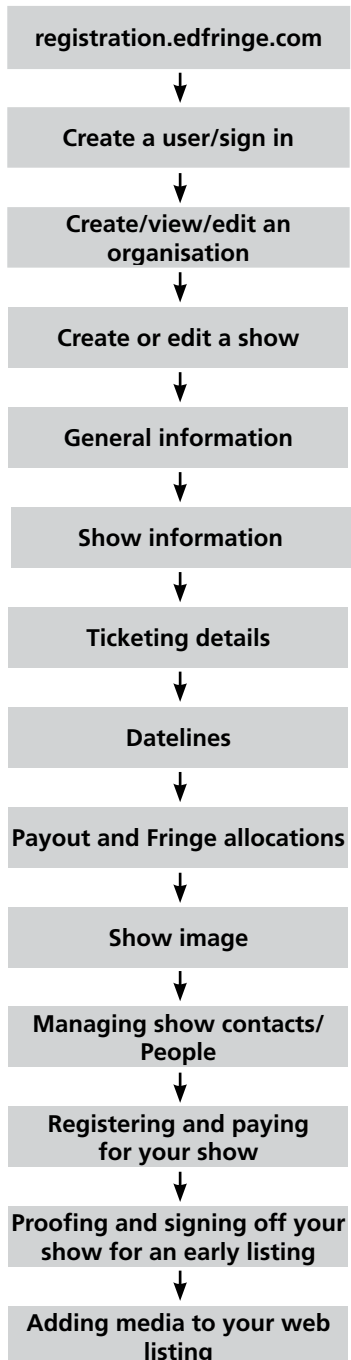 registration.edfringe.com
Create a user/sign in
Create/view/edit an
organisation
Create or edit a show
General information
Show information
Ticketing details
Datelines
Payout and Fringe allocations
Show image
Managing show contacts/
People
Registering and paying
for your show
Proofing and signing off your
show for an early listing
Adding media to your web
listing